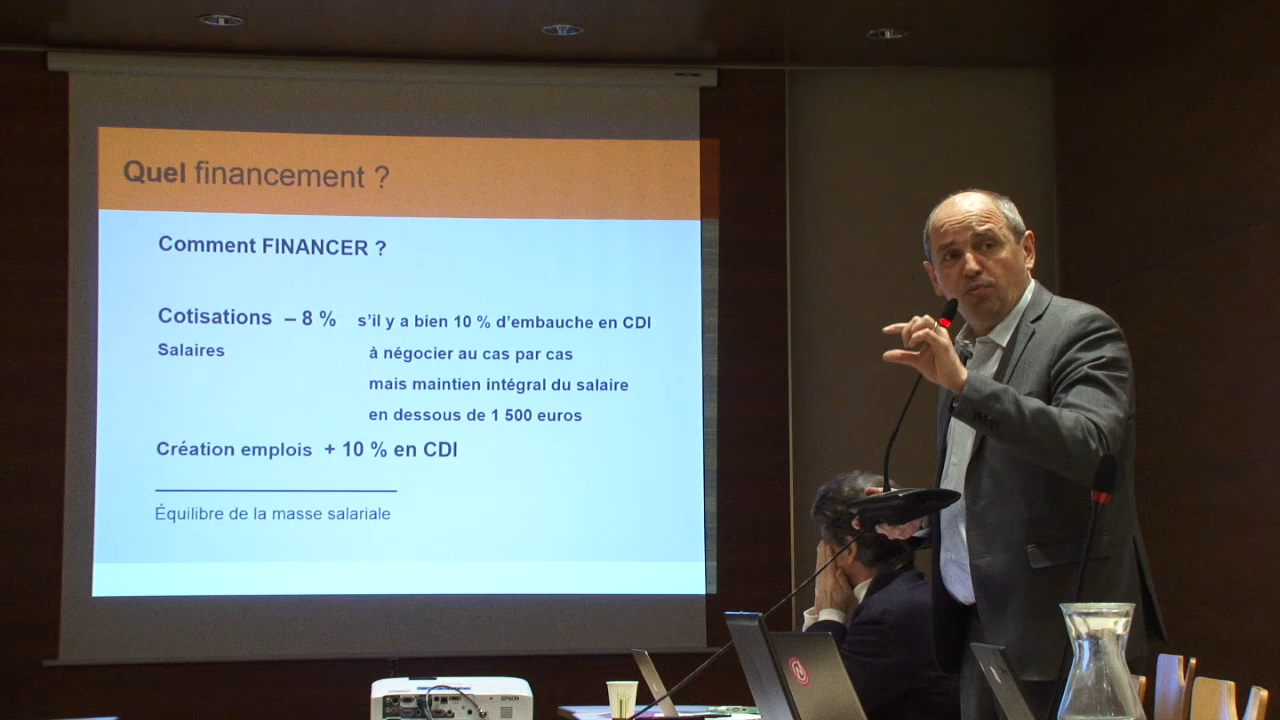 Quel financement ?
Comment FINANCER ?
Cotisations – 8 % s'il y a bien 10 % d'embauche en CDI
Salaires à négocier au cas par cas
mais maintien intégral du salaire
en dessous de 1 500 euros
Création emplois + 10 % en CDI
Équilibre de la masse salariale
EPSON